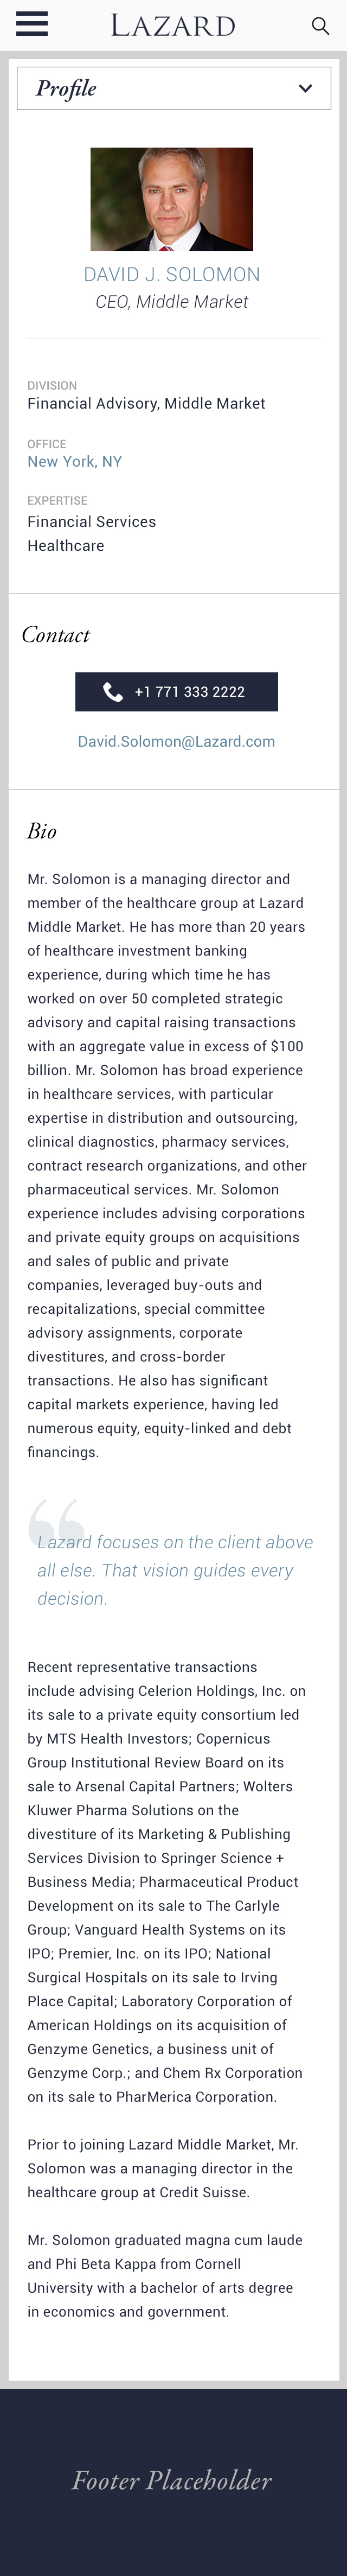 LAZARD
Profile
DAVID J. SOLOMON
CEO, Middle Market
DIVISION
Financial Advisory, Middle Market
OFFICE
New York, NY
EXPERTISE
Financial Services
Healthcare
Contact
+1 771 333 2222
David.Solomon@Lazard.com
Bio
Mr. Solomon is a managing director and
member of the healthcare group at Lazard
Middle Market. He has more than 20 years
of healthcare investment banking
experience, during which time he has
worked on over 50 completed strategic
advisory and capital raising transactions
with an aggregate value in excess of $100
billion. Mr. Solomon has broad experience
in healthcare services, with particular
expertise in distribution and outsourcing,
clinical diagnostics, pharmacy services,
contract research organizations, and other
pharmaceutical services. Mr. Solomon
experience includes advising corporations
and private equity groups on acquisitions
and sales of public and private
companies, leveraged buy-outs and
recapitalizations, special committee
advisory assignments, corporate
divestitures, and cross-border
transactions. He also has significant
capital markets experience, having led
numerous equity, equity-linked and debt
financings.
“
Lazard focuses on the client above
all else. That vision guides every
decision.
Recent representative transactions
include advising Celerion Holdings, Inc. on
its sale to a private equity consortium led
by MTS Health Investors; Copernicus
Group Institutional Review Board on its
sale to Arsenal Capital Partners; Wolters
Kluwer Pharma Solutions on the
divestiture of its Marketing & Publishing
Services Division to Springer Science +
Business Media; Pharmaceutical Product
Development on its sale to The Carlyle
Group; Vanguard Health Systems on its
IPO; Premier, Inc. on its IPO; National
Surgical Hospitals on its sale to Irving
Place Capital; Laboratory Corporation of
American Holdings on its acquisition of
Genzyme Genetics, a business unit of
Genzyme Corp.; and Chem Rx Corporation
on its sale to PharMerica Corporation.
Prior to joining Lazard Middle Market, Mr.
Solomon was a managing director in the
healthcare group at Credit Suisse.
Mr. Solomon graduated magna cum laude
and Phi Beta Kappa from Cornell
University with a bachelor of arts degree
in economics and government.
Footer Placeholder